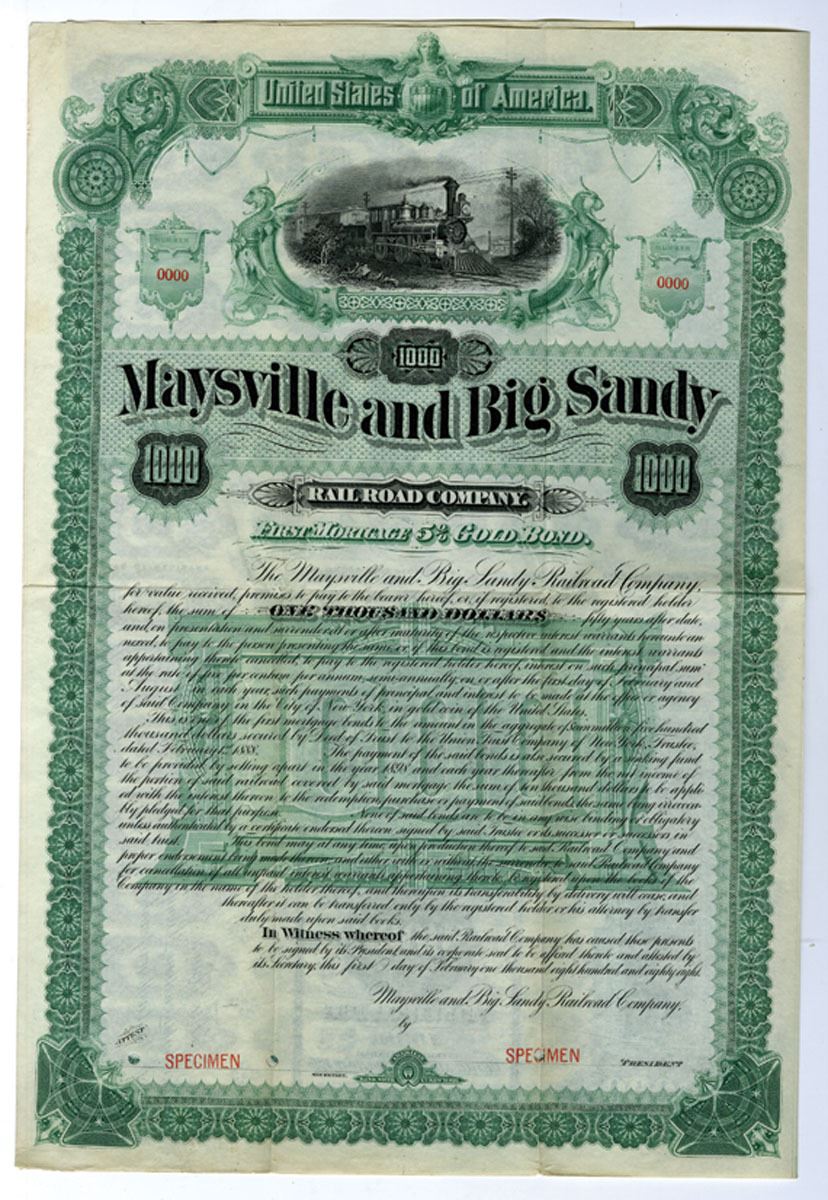 United States of America.
NUMBER NUMBER
0000 0000
1000
Maysville and Big Sandy
1000 1000
RAILROAD COMPANY.
FIRST MORTGAGE 5% GOLD BOND.
The Maysville and Big Sandy Railroad Company,
for value received, promises to pay to the bearer hereof, or, if registered, to the registered holder
hereof, the sum of ONE THOUSAND DOLLARS fifty years after date,
and, on presentation and surrender at or after maturity of the respective interest warrants hereunto an-
nexed, to pay to the person presenting the same, or if this bond is registered and the interest warrants
appertaining thereto cancelled, to pay to the registered holder hereof, interest on such principal sum
at the rate of five per centum per annum, semi-annually, on or after the first day of February and
August in each year, such payments of principal and interest to be made at the office or agency
of said Company in the City of New York, in gold coin of the United States.
This is one of the first mortgage bonds to the amount in the aggregate of million five hundred
thousand dollars secured by Deed of Trust to the Union Trust Company of New York, Trustee,
dated February 1st, 1888. The payment of the said bonds is also secured by a sinking fund
to be provided by setting apart in the year 1898 and each year thereafter from the net income of
the portion of said railroad covered by said mortgage the sum of ten thousand dollars to be appli-
ed with the interest thereon to the redemption, purchase or payment of said bonds, the same being irrevoca-
bly pledged for that purpose. None of said bonds are to be in any wise binding or obligatory
unless authenticated by a certificate endorsed thereon signed by said Trustee or its successor or successors in
said trust. This bond may at any time, upon production thereof to said Railroad Company and
proper endorsement being made thereon, and either with or without the surrender to said Railroad Company
for cancellation of all unpaid interest warrants appertaining thereto, be registered upon the books of the
Company in the name of the holder thereof, and thereupon its transferability by delivery will cease, and
thereafter it can be transferred only by the registered holder or his attorney by transfer
duly made upon said books.
In Witness whereof the said Railroad Company has caused these presents
to be signed by its President and its corporate seal to be affixed thereto and attested by
its Secretary, this first day of February one thousand eight hundred and eighty eight.
Maysville and Big Sandy Railroad Company,
by
ATTEST
SPECIMEN SPECIMEN PRESIDENT
SECRETARY.